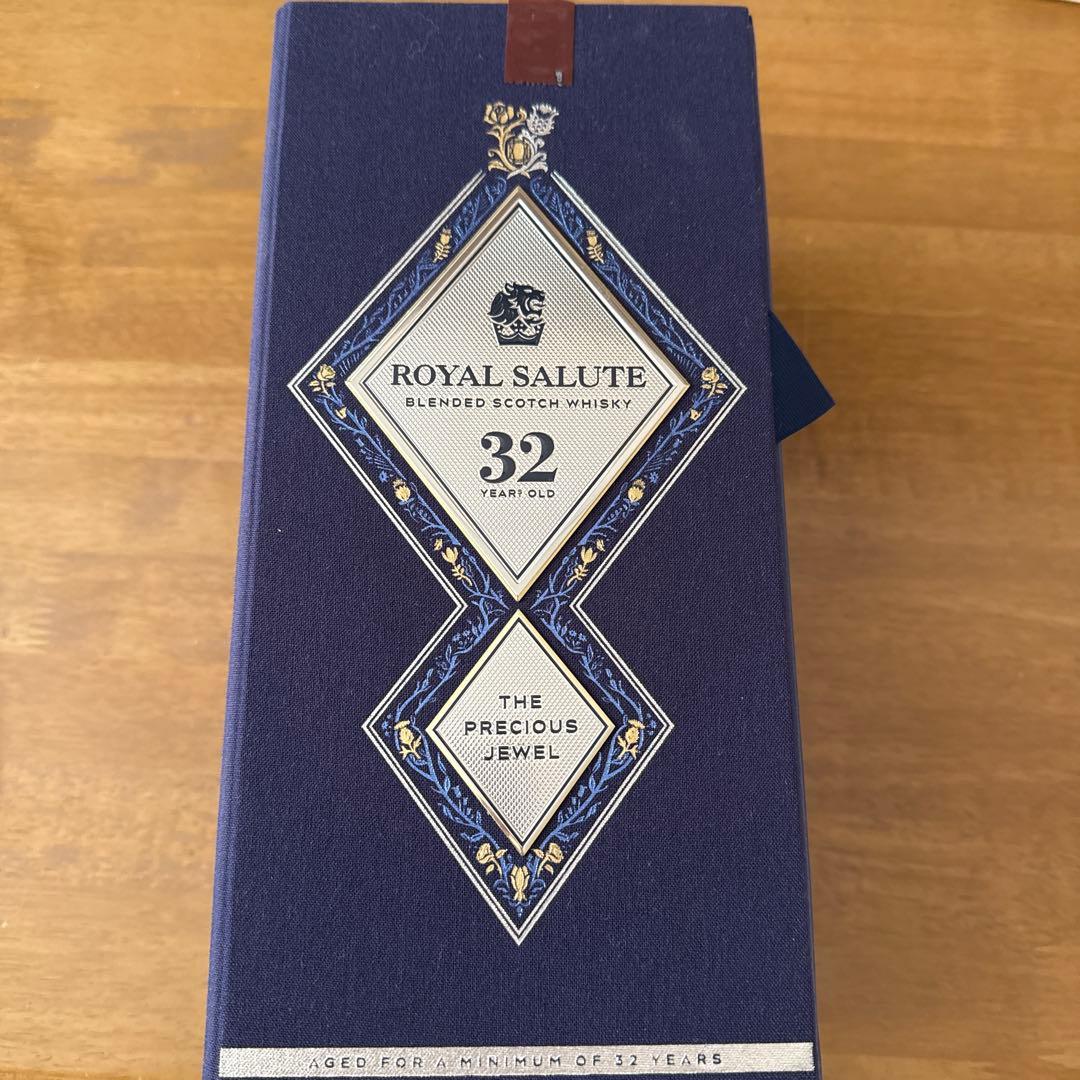 ROYAL SALUTE
BLENDED SCOTCH WHISKY
32
YEARS OLD
THE
PRECIOUS
JEWEL
AGED FOR A MINIMUM OF 32 YEARS